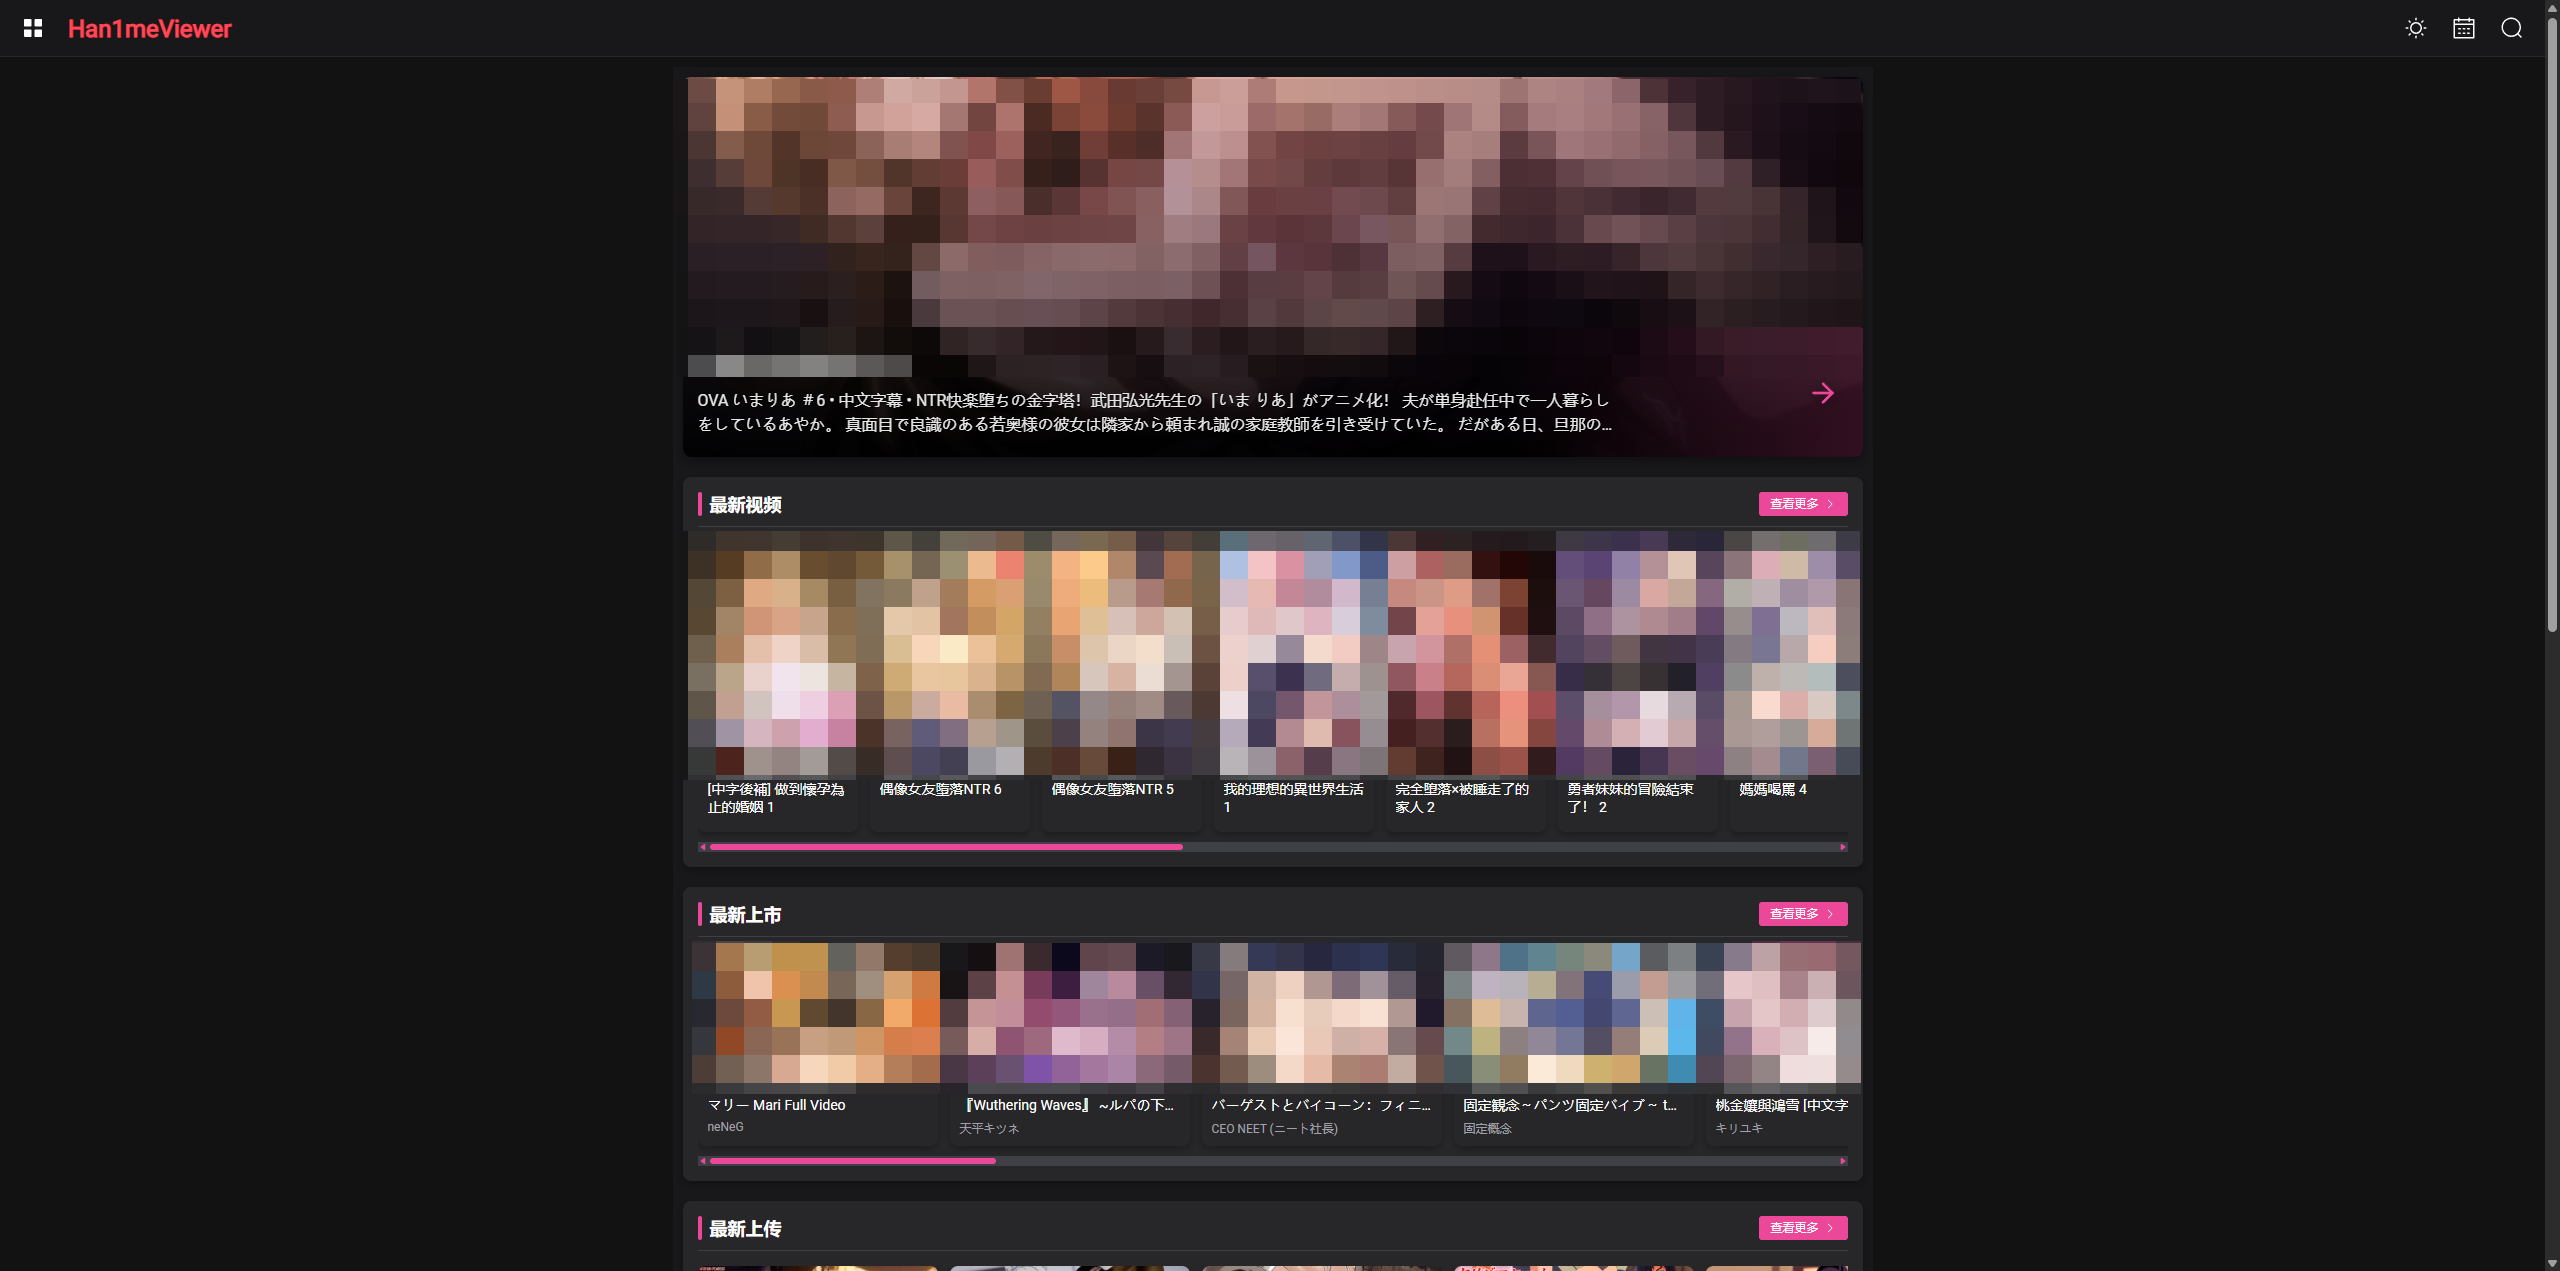 Han1meViewer
OVA いまりあ ＃6 • 中文字幕 • NTR快楽堕ちの金字塔！武田弘光先生の「いま りあ」がアニメ化！ 夫が単身赴任中で一人暮らし
をしているあやか。 真面目で良識のある若奥様の彼女は隣家から頼まれ誠の家庭教師を引き受けていた。 だがある日、旦那の...
最新视频
查看更多
[中字後補] 做到懷孕為
止的婚姻 1
偶像女友墮落NTR 6
偶像女友墮落NTR 5
我的理想的異世界生活
1
完全墮落×被睡走了的
家人 2
勇者妹妹的冒險結束
了！ 2
媽媽喝罵 4
最新上市
查看更多
マリー Mari Full Video
neNeG
『Wuthering Waves』 ~ルパの下...
天平キツネ
バーゲストとバイコーン：フィニ...
CEO NEET (ニート社長)
固定観念～パンツ固定バイブ～ t...
固定概念
桃金孃與鴻雪 [中文字
キリユキ
最新上传
查看更多